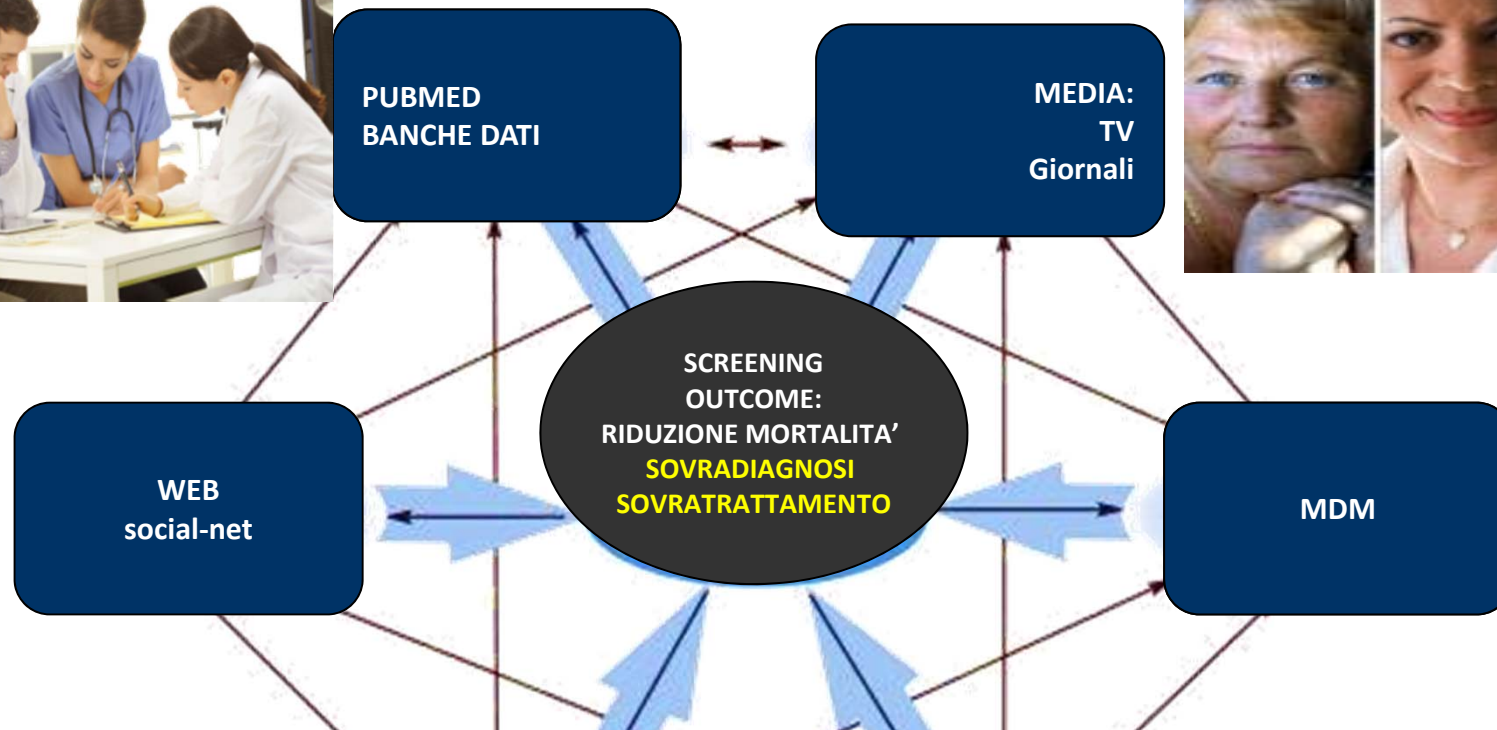 PUBMED
BANCHE DATI
MEDIA:
TV
Giornali
SCREENING
OUTCOME:
RIDUZIONE MORTALITA’
SOVRADIAGNOSI
SOVRATRATTAMENTO
WEB
social-net
MDM